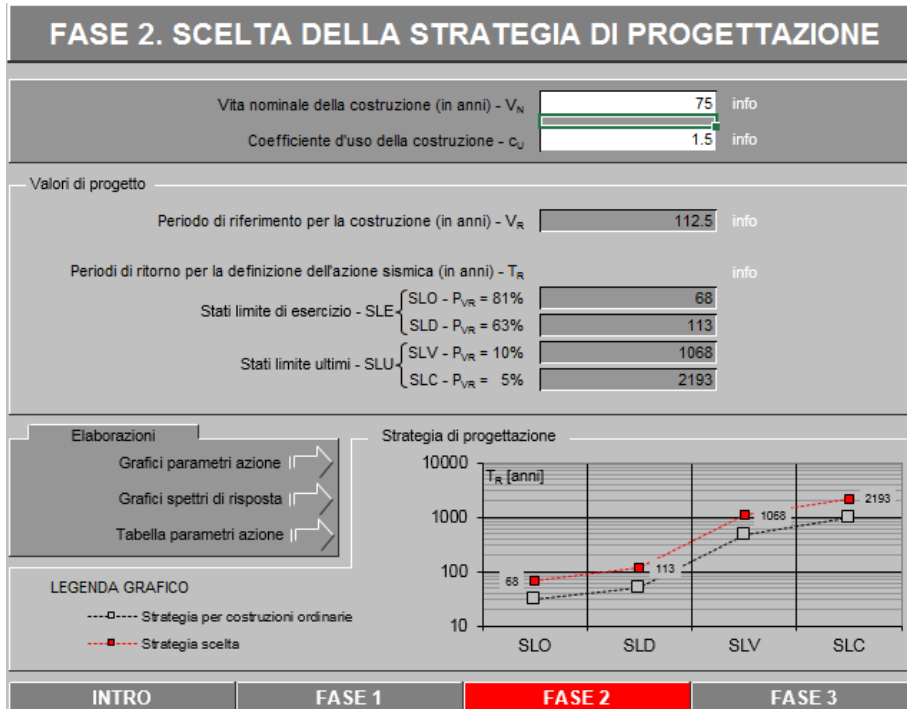 FASE 2. SCELTA DELLA STRATEGIA DI PROGETTAZIONE
Vita nominale della costruzione (in anni) - VN 75 info
Coefficiente d'uso della costruzione - cU 1.5 info
Valori di progetto
Periodo di riferimento per la costruzione (in anni) - VR 112.5 info
Periodi di ritorno per la definizione dell'azione sismica (in anni) - TR info
Stati limite di esercizio - SLE
SLO - PVR = 81% 68
SLD - PVR = 63% 113
Stati limite ultimi - SLU
SLV - PVR = 10% 1068
SLC - PVR = 5% 2193
Elaborazioni
Grafici parametri azione
Grafici spettri di risposta
Tabella parametri azione
Strategia di progettazione
TR [anni]
10000
1000
100
10
68
113
1068
2193
SLO SLD SLV SLC
LEGENDA GRAFICO
Strategia per costruzioni ordinarie
Strategia scelta
INTRO FASE 1 FASE 2 FASE 3